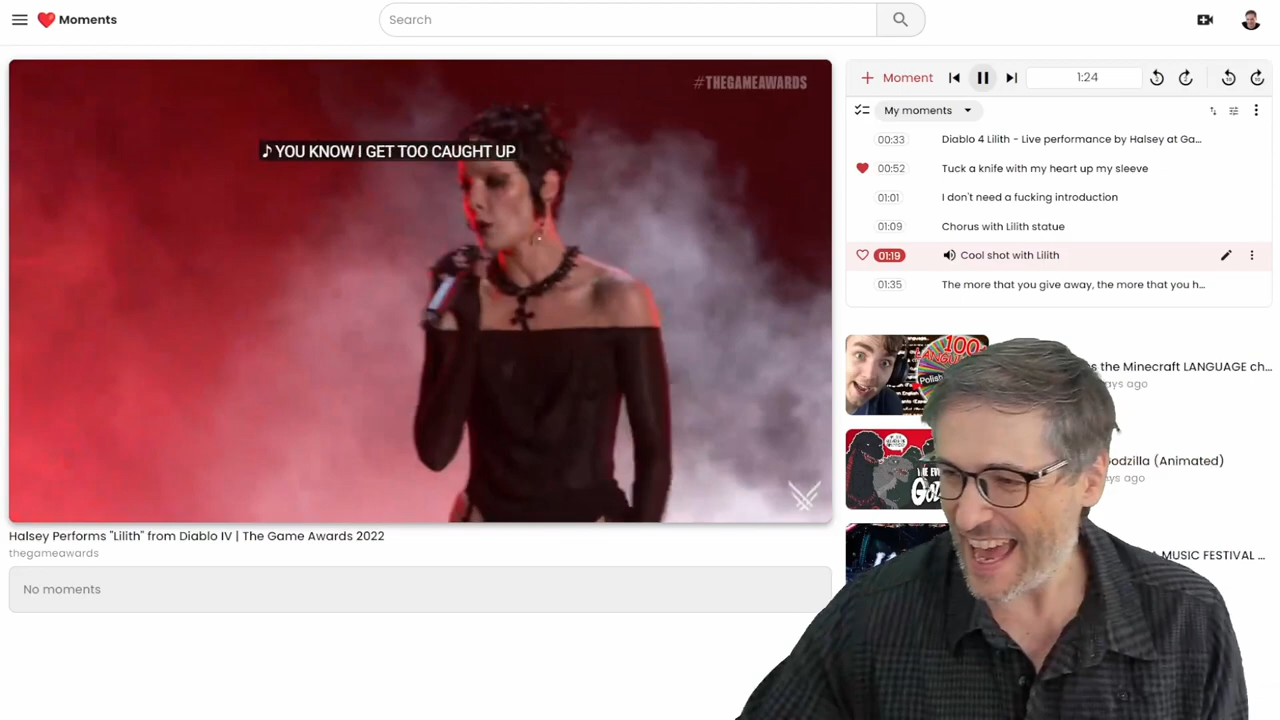 Moments
Search
#THEGAMEAWARDS
♪ YOU KNOW I GET TOO CAUGHT UP
Halsey Performs "Lilith" from Diablo IV | The Game Awards 2022
thegameawards
No moments
+ Moment
1:24
My moments
00:33 Diablo 4 Lilith - Live performance by Halsey at Ga...
00:52 Tuck a knife with my heart up my sleeve
01:01 I don't need a fucking introduction
01:09 Chorus with Lilith statue
01:19 Cool shot with Lilith
01:35 The more that you give away, the more that you h...
100+
Polish
s the Minecraft LANGUAGE ch...
ays ago
odzilla (Animated)
ays ago
MUSIC FESTIVAL ...